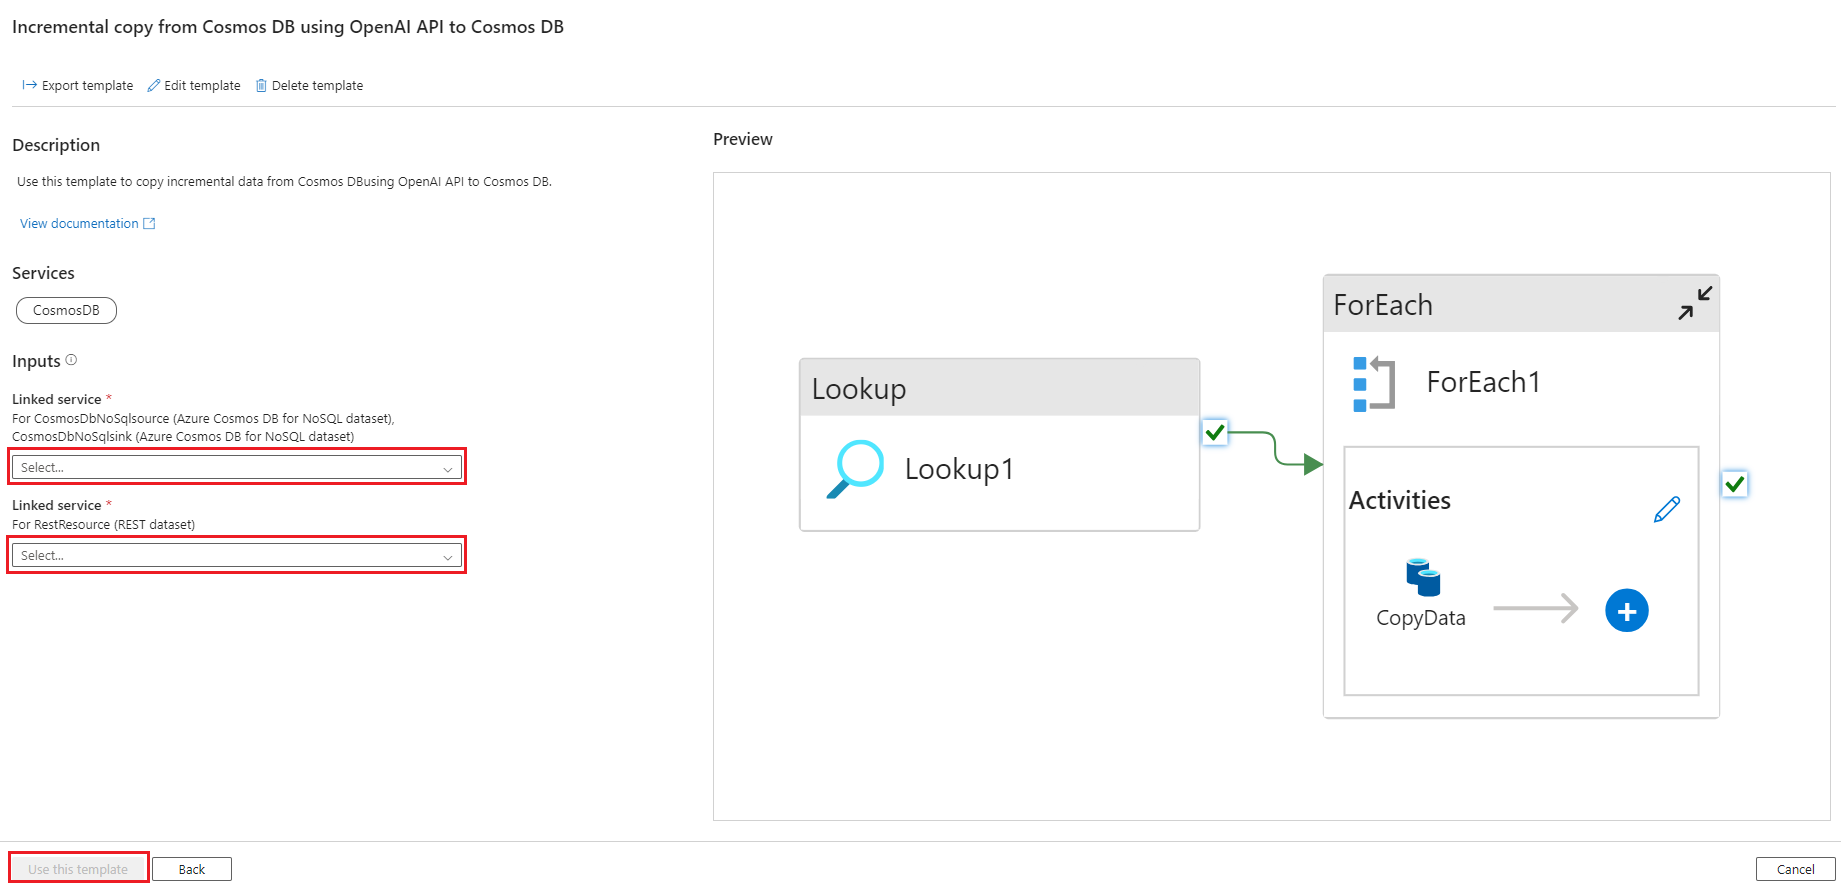 Incremental copy from Cosmos DB using OpenAI API to Cosmos DB
Export template
Edit template
Delete template
Description
Use this template to copy incremental data from Cosmos DBusing OpenAI API to Cosmos DB.
View documentation
Services
CosmosDB
Inputs
Linked service *
For CosmosDbNoSqlsource (Azure Cosmos DB for NoSQL dataset),
CosmosDbNoSqlsink (Azure Cosmos DB for NoSQL dataset)
Select...
Linked service *
For RestResource (REST dataset)
Select...
Preview
Lookup
Lookup1
ForEach
ForEach1
Activities
CopyData
Use this template
Back
Cancel